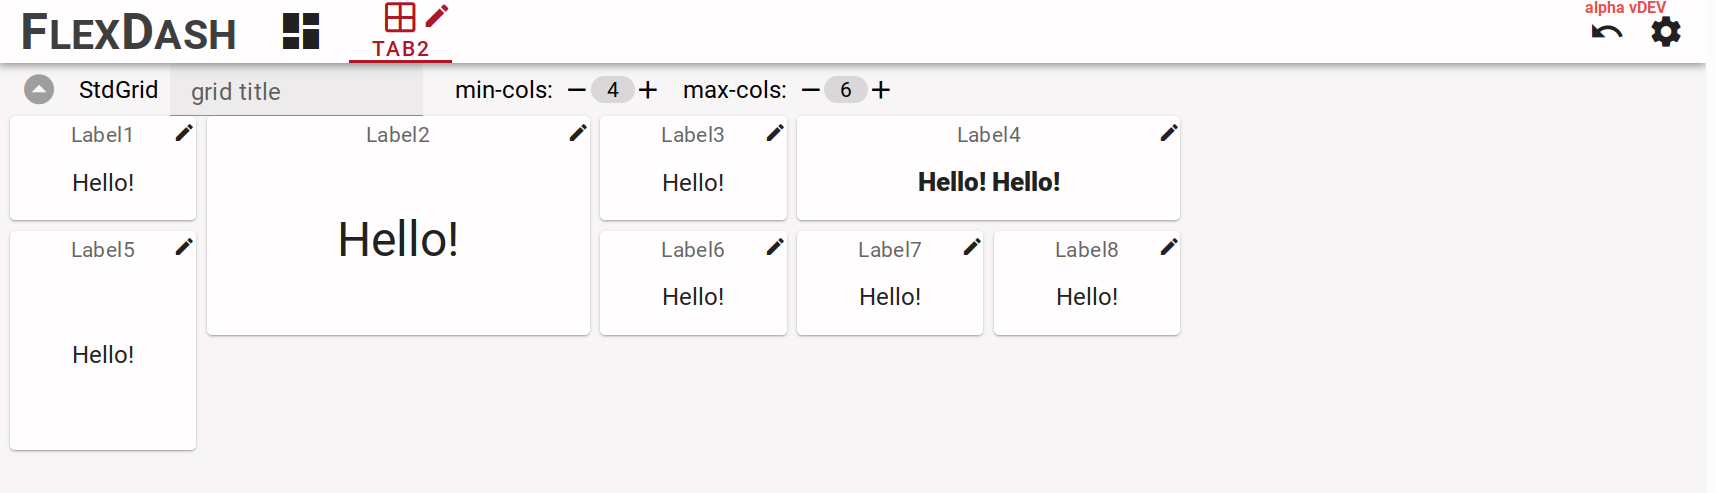 FLEXDASH
TAB2
alpha vDEV
StdGrid grid title min-cols: − 4 + max-cols: − 6 +
Label1 Label2 Label3 Label4
Hello! Hello! Hello! Hello!
Hello!
Label5 Label6 Label7 Label8
Hello! Hello! Hello!
Hello!